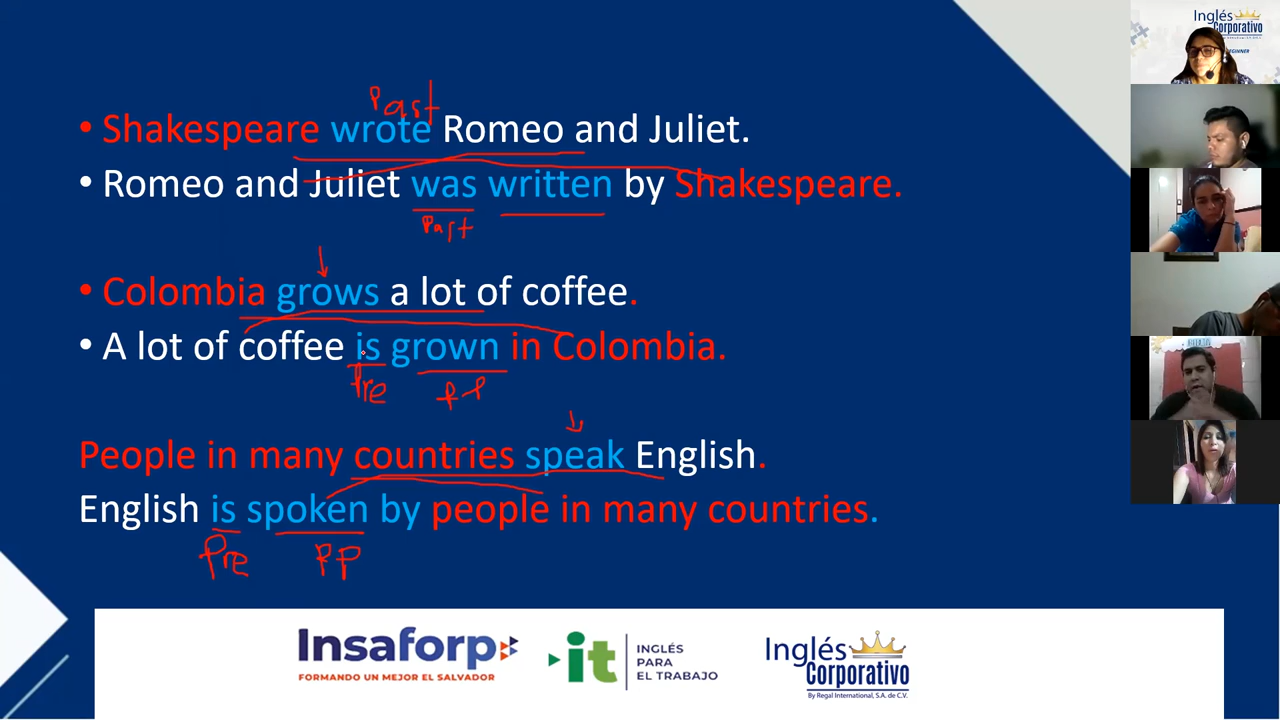 Past
• Shakespeare wrote Romeo and Juliet.
• Romeo and Juliet was written by Shakespeare.
Past
• Colombia grows a lot of coffee.
• A lot of coffee is grown in Colombia.
Pre PP
People in many countries speak English.
English is spoken by people in many countries.
Pre PP
Insaforp
FORMANDO UN MEJOR EL SALVADOR
it
INGLÉS
PARA
EL TRABAJO
Inglés
Corporativo
By Regal International, S.A. de C.V.
Inglés
Corporativo